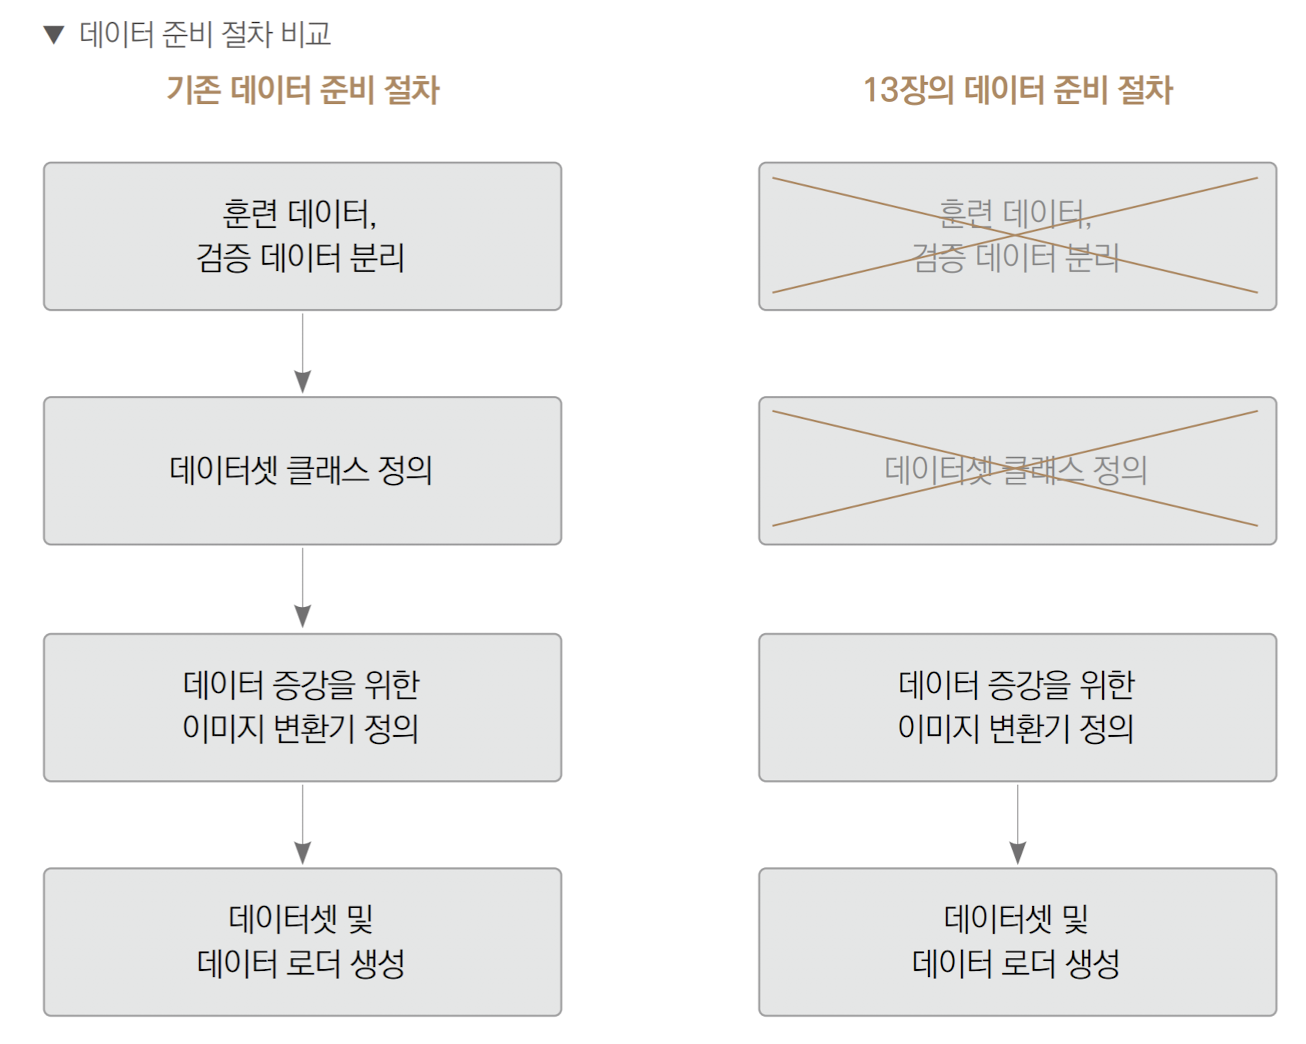 ▼ 데이터 준비 절차 비교
기존 데이터 준비 절차
훈련 데이터,
검증 데이터 분리
데이터셋 클래스 정의
데이터 증강을 위한
이미지 변환기 정의
데이터셋 및
데이터 로더 생성
13장의 데이터 준비 절차
훈련 데이터,
검증 데이터 분리
데이터셋 클래스 정의
데이터 증강을 위한
이미지 변환기 정의
데이터셋 및
데이터 로더 생성